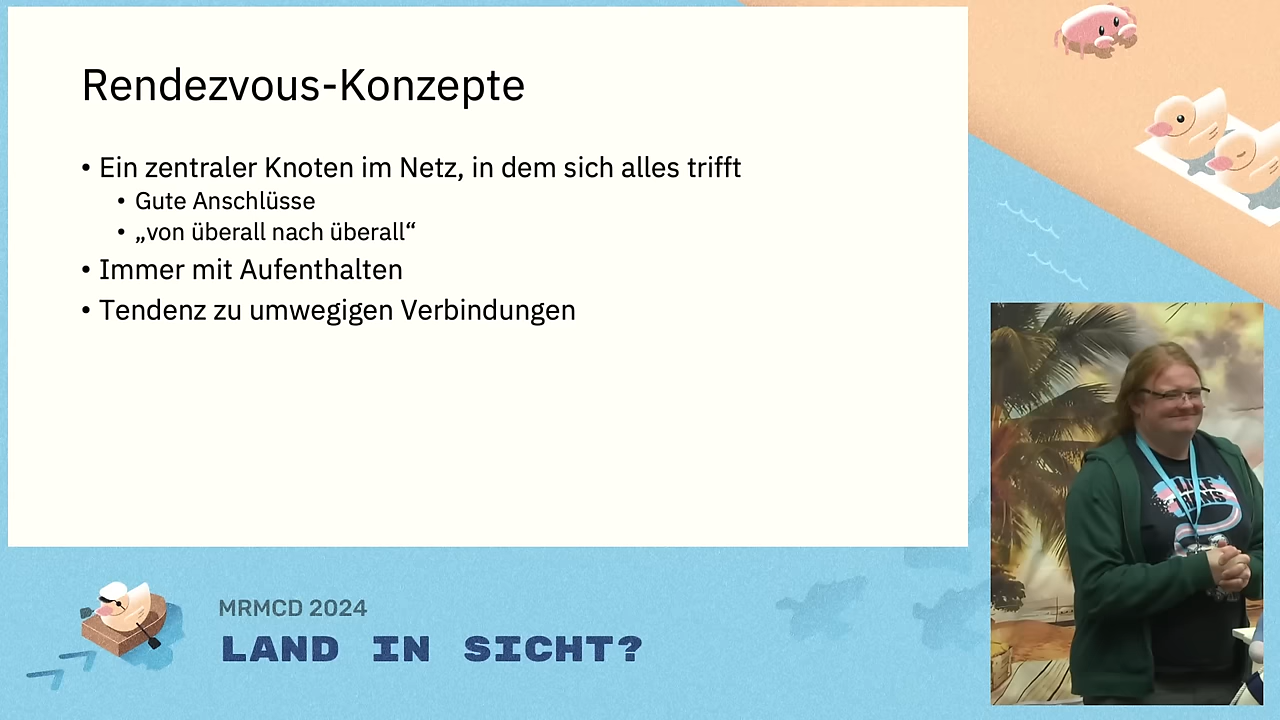 Rendezvous-Konzepte
• Ein zentraler Knoten im Netz, in dem sich alles trifft
• Gute Anschlüsse
• „von überall nach überall“
• Immer mit Aufenthalten
• Tendenz zu umwegigen Verbindungen
MRMCD 2024
LAND IN SICHT?